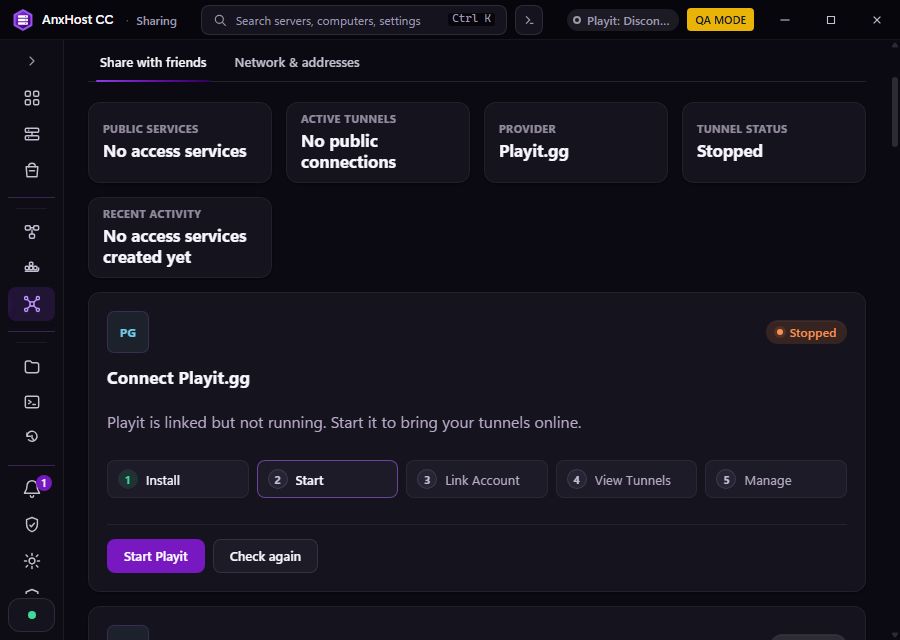 AnxHost CC · Sharing
Search servers, computers, settings Ctrl K
Playit: Discon...
QA MODE
Share with friends
Network & addresses
PUBLIC SERVICES
No access services
ACTIVE TUNNELS
No public
connections
PROVIDER
Playit.gg
TUNNEL STATUS
Stopped
RECENT ACTIVITY
No access services
created yet
PG
Stopped
Connect Playit.gg
Playit is linked but not running. Start it to bring your tunnels online.
1 Install
2 Start
3 Link Account
4 View Tunnels
5 Manage
Start Playit
Check again
1